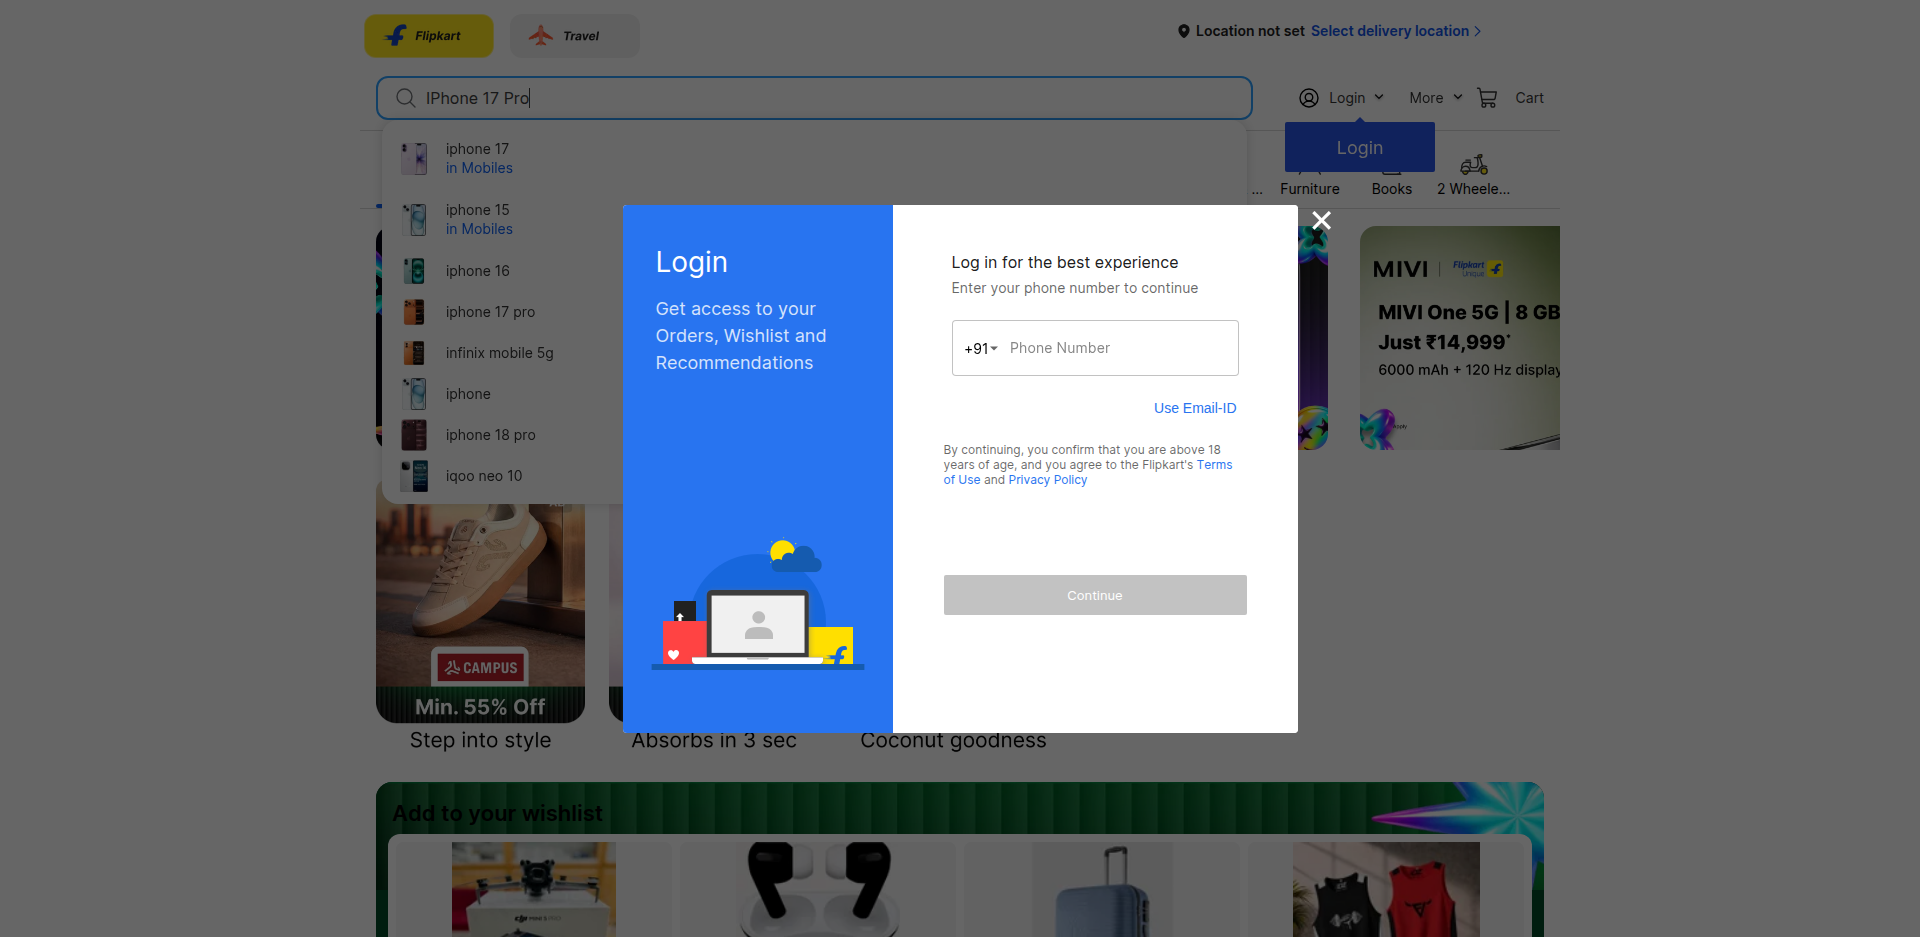 Flipkart
Travel
Location not set Select delivery location
IPhone 17 Pro
Login
More
Cart
Login
iphone 17
in Mobiles
iphone 15
in Mobiles
iphone 16
iphone 17 pro
infinix mobile 5g
iphone
iphone 18 pro
iqoo neo 10
...
Furniture
Books
2 Wheele...
Login
Get access to your
Orders, Wishlist and
Recommendations
Log in for the best experience
Enter your phone number to continue
+91
Phone Number
Use Email-ID
By continuing, you confirm that you are above 18
years of age, and you agree to the Flipkart's Terms
of Use and Privacy Policy
Continue
MIVI
Flipkart
Unique
MIVI One 5G | 8 GB
Just ₹14,999*
6000 mAh + 120 Hz display
CAMPUS
Min. 55% Off
Step into style
Absorbs in 3 sec
Coconut goodness
Add to your wishlist